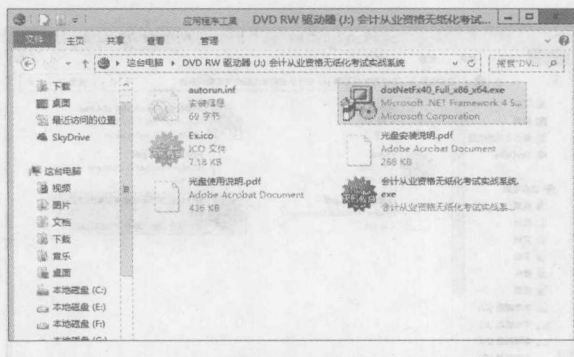 应用程序工具 DVD RW 驱动器 (J:) 会计从业资格无纸化考试实...
文件 主页 共享 查看 管理
这台电脑 DVD RW 驱动器 (J:) 会计从业资格无纸化考试实战系统 搜索"DV...
下载
桌面
最近访问的位置
SkyDrive
这台电脑
视频
图片
文档
下载
音乐
桌面
本地磁盘 (C:)
本地磁盘 (E:)
本地磁盘 (F:)
autorun.inf
安装信息
69 字节
dotNetFx40_Full_x86_x64.exe
Microsoft .NET Framework 4 S...
Microsoft Corporation
Ex.ico
ICO 文件
7.18 KB
光盘安装说明.pdf
Adobe Acrobat Document
268 KB
光盘使用说明.pdf
Adobe Acrobat Document
436 KB
会计从业资格无纸化考试实战系统.exe
会计从业资格无纸化考试实战系...